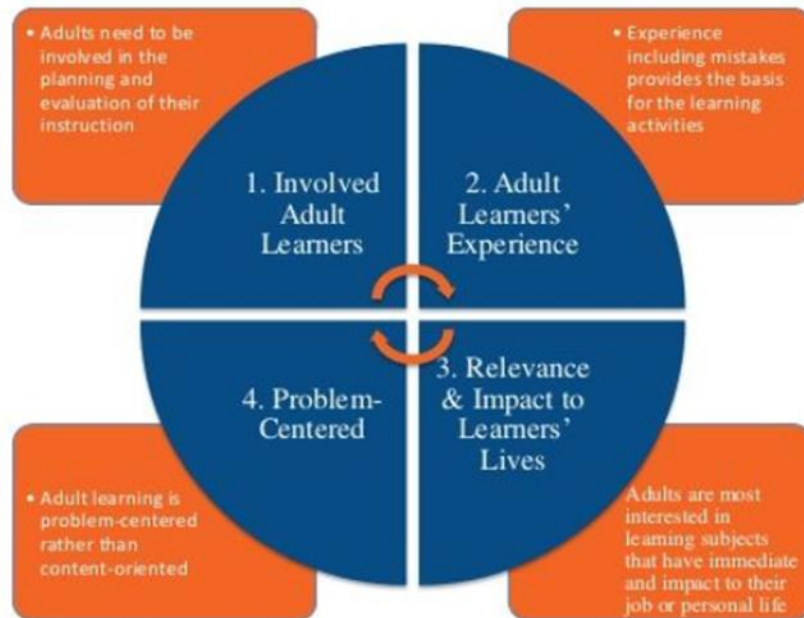 • Adults need to be
involved in the
planning and
evaluation of their
instruction
• Experience
including mistakes
provides the basis
for the learning
activities
1. Involved
Adult
Learners
2. Adult
Learners’
Experience
4. Problem-
Centered
3. Relevance
& Impact to
Learners’
Lives
• Adult learning is
problem-centered
rather than
content-oriented
Adults are most
interested in
learning subjects
that have immediate
and impact to their
job or personal life